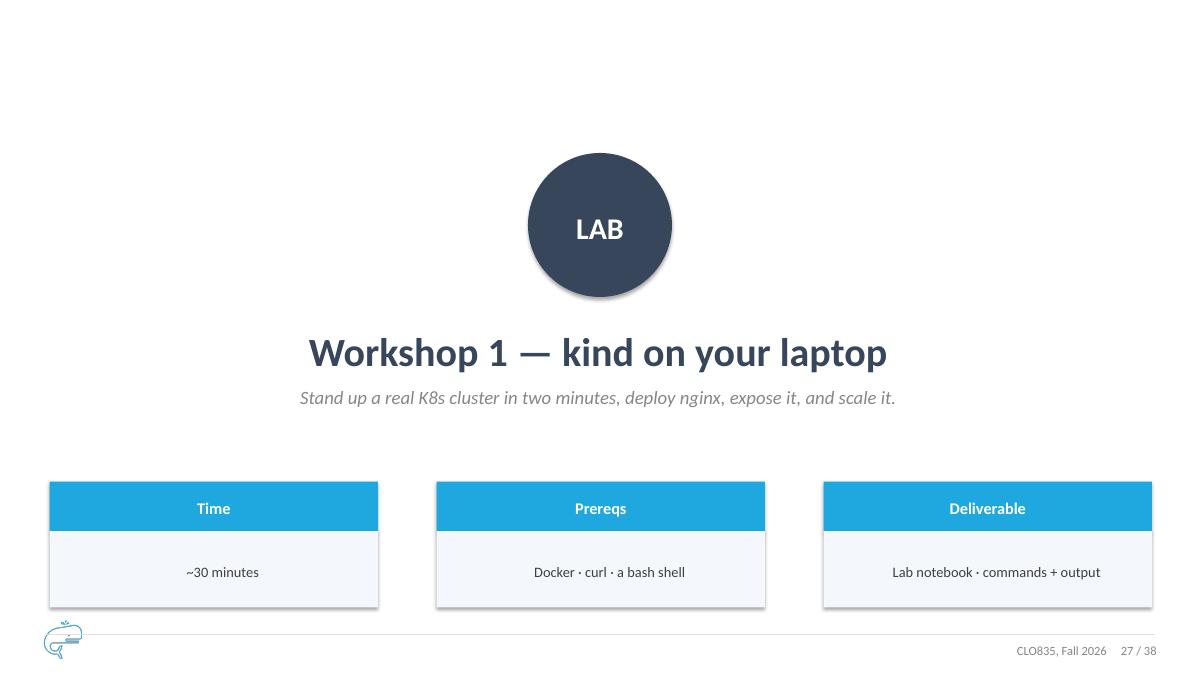 LAB
Workshop 1 — kind on your laptop
Stand up a real K8s cluster in two minutes, deploy nginx, expose it, and scale it.
Time
~30 minutes
Prereqs
Docker · curl · a bash shell
Deliverable
Lab notebook · commands + output
CLO835, Fall 2026 27 / 38